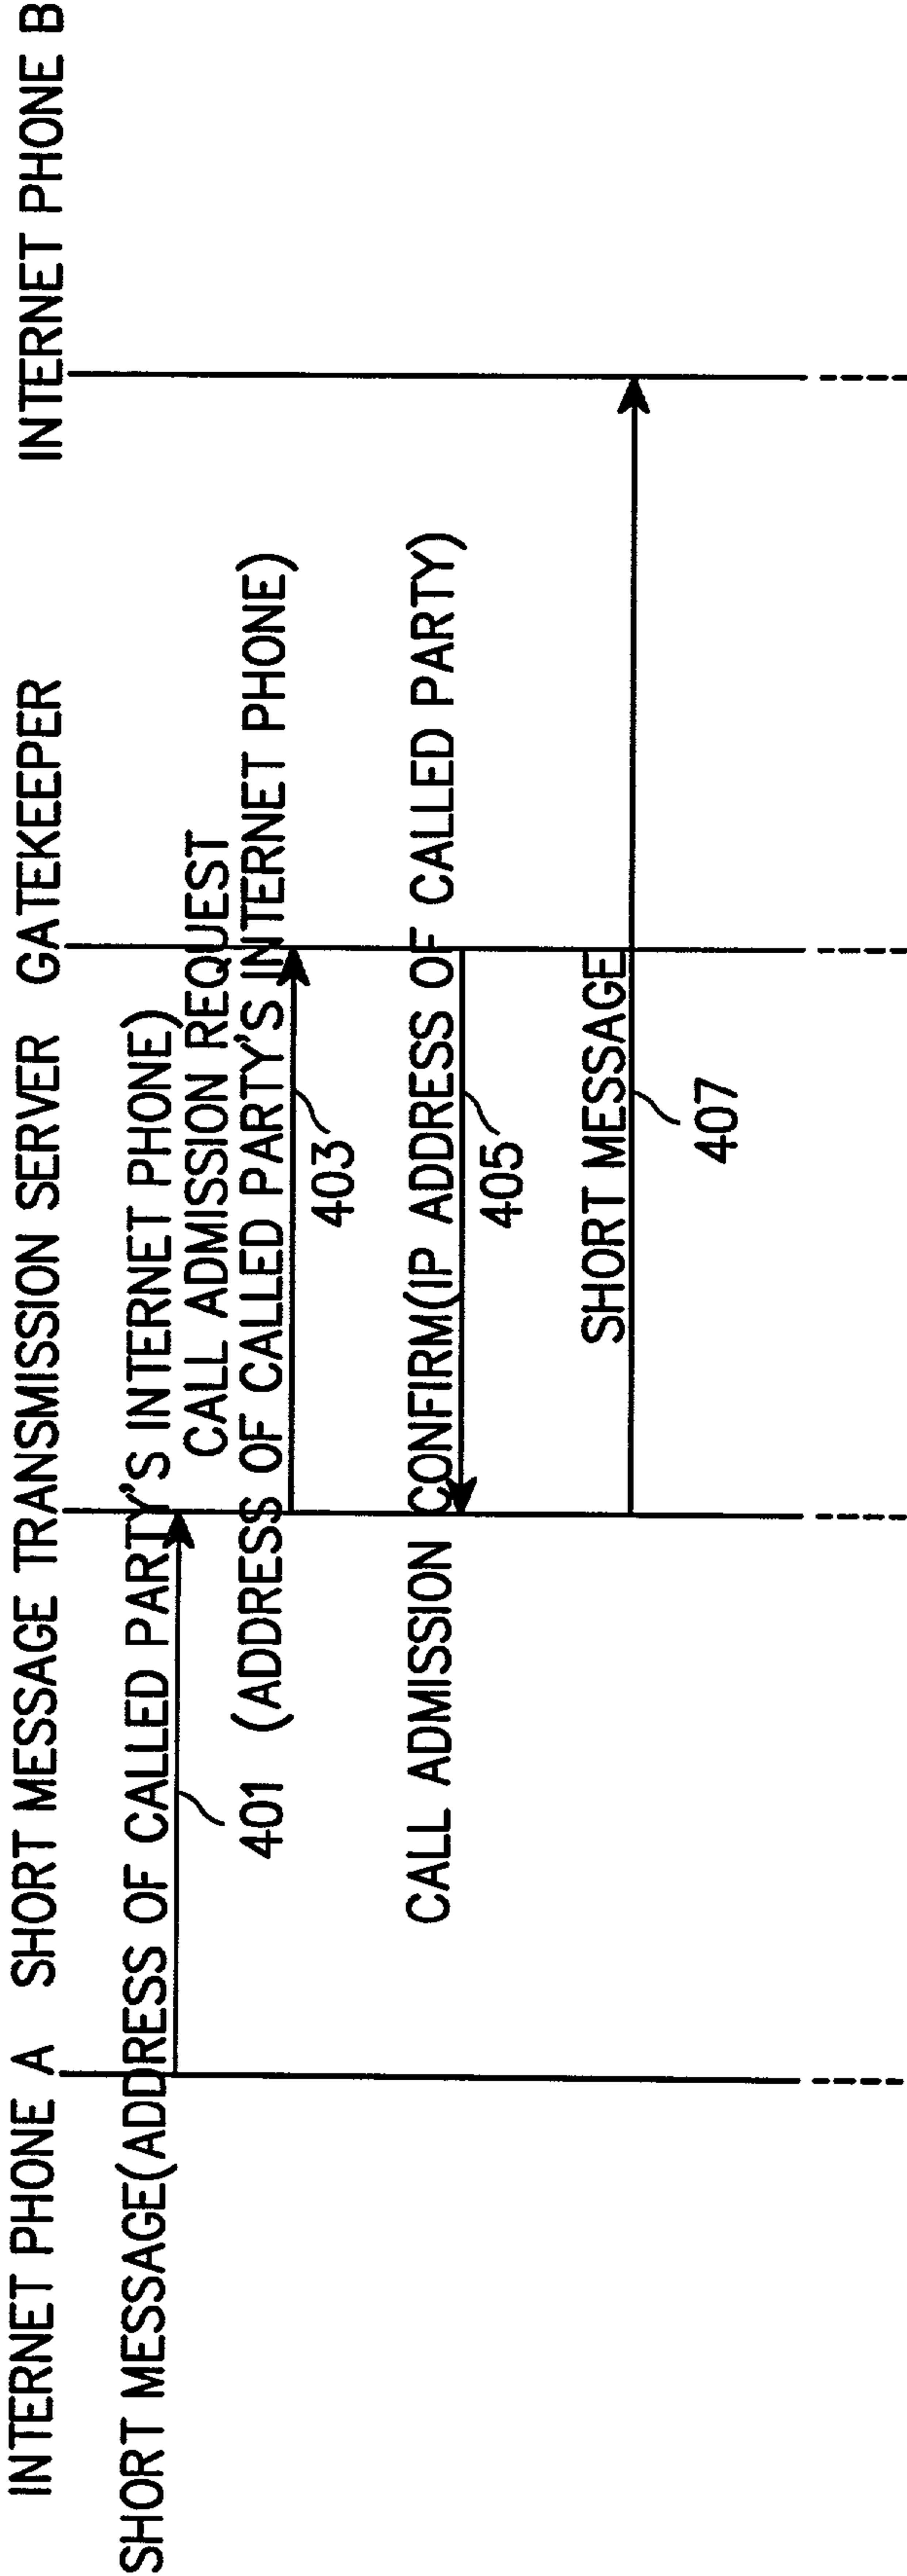 INTERNET PHONE A
SHORT MESSAGE TRANSMISSION SERVER
GATEKEEPER
INTERNET PHONE B
SHORT MESSAGE(ADDRESS OF CALLED PARTY'S INTERNET PHONE)
401
CALL ADMISSION REQUEST
(ADDRESS OF CALLED PARTY'S INTERNET PHONE)
403
CALL ADMISSION CONFIRM(IP ADDRESS OF CALLED PARTY)
405
SHORT MESSAGE
407